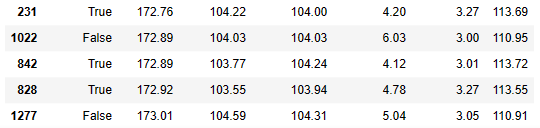 231 True 172.76 104.22 104.00 4.20 3.27 113.69
1022 False 172.89 104.03 104.03 6.03 3.00 110.95
842 True 172.89 103.77 104.24 4.12 3.01 113.72
828 True 172.92 103.55 103.94 4.78 3.27 113.55
1277 False 173.01 104.59 104.31 5.04 3.05 110.91